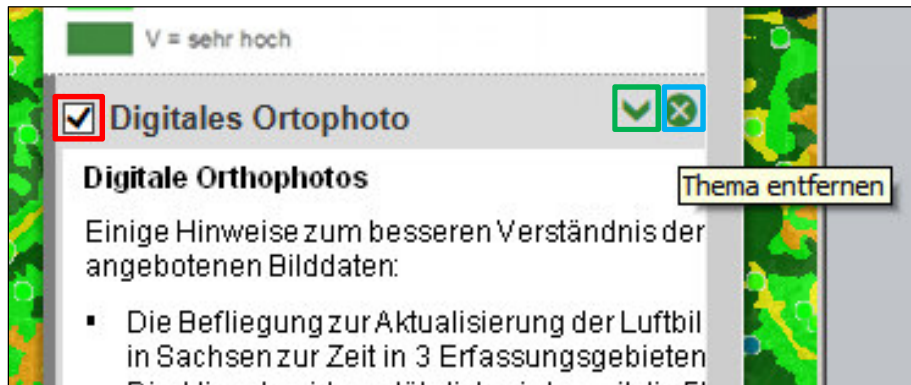 V = sehr hoch
Digitales Ortophoto
Digitale Orthophotos
Thema entfernen
Einige Hinweise zum besseren Verständnis der
angebotenen Bilddaten:
▪ Die Befliegung zur Aktualisierung der Luftbil
in Sachsen zur Zeit in 3 Erfassungsgebieten